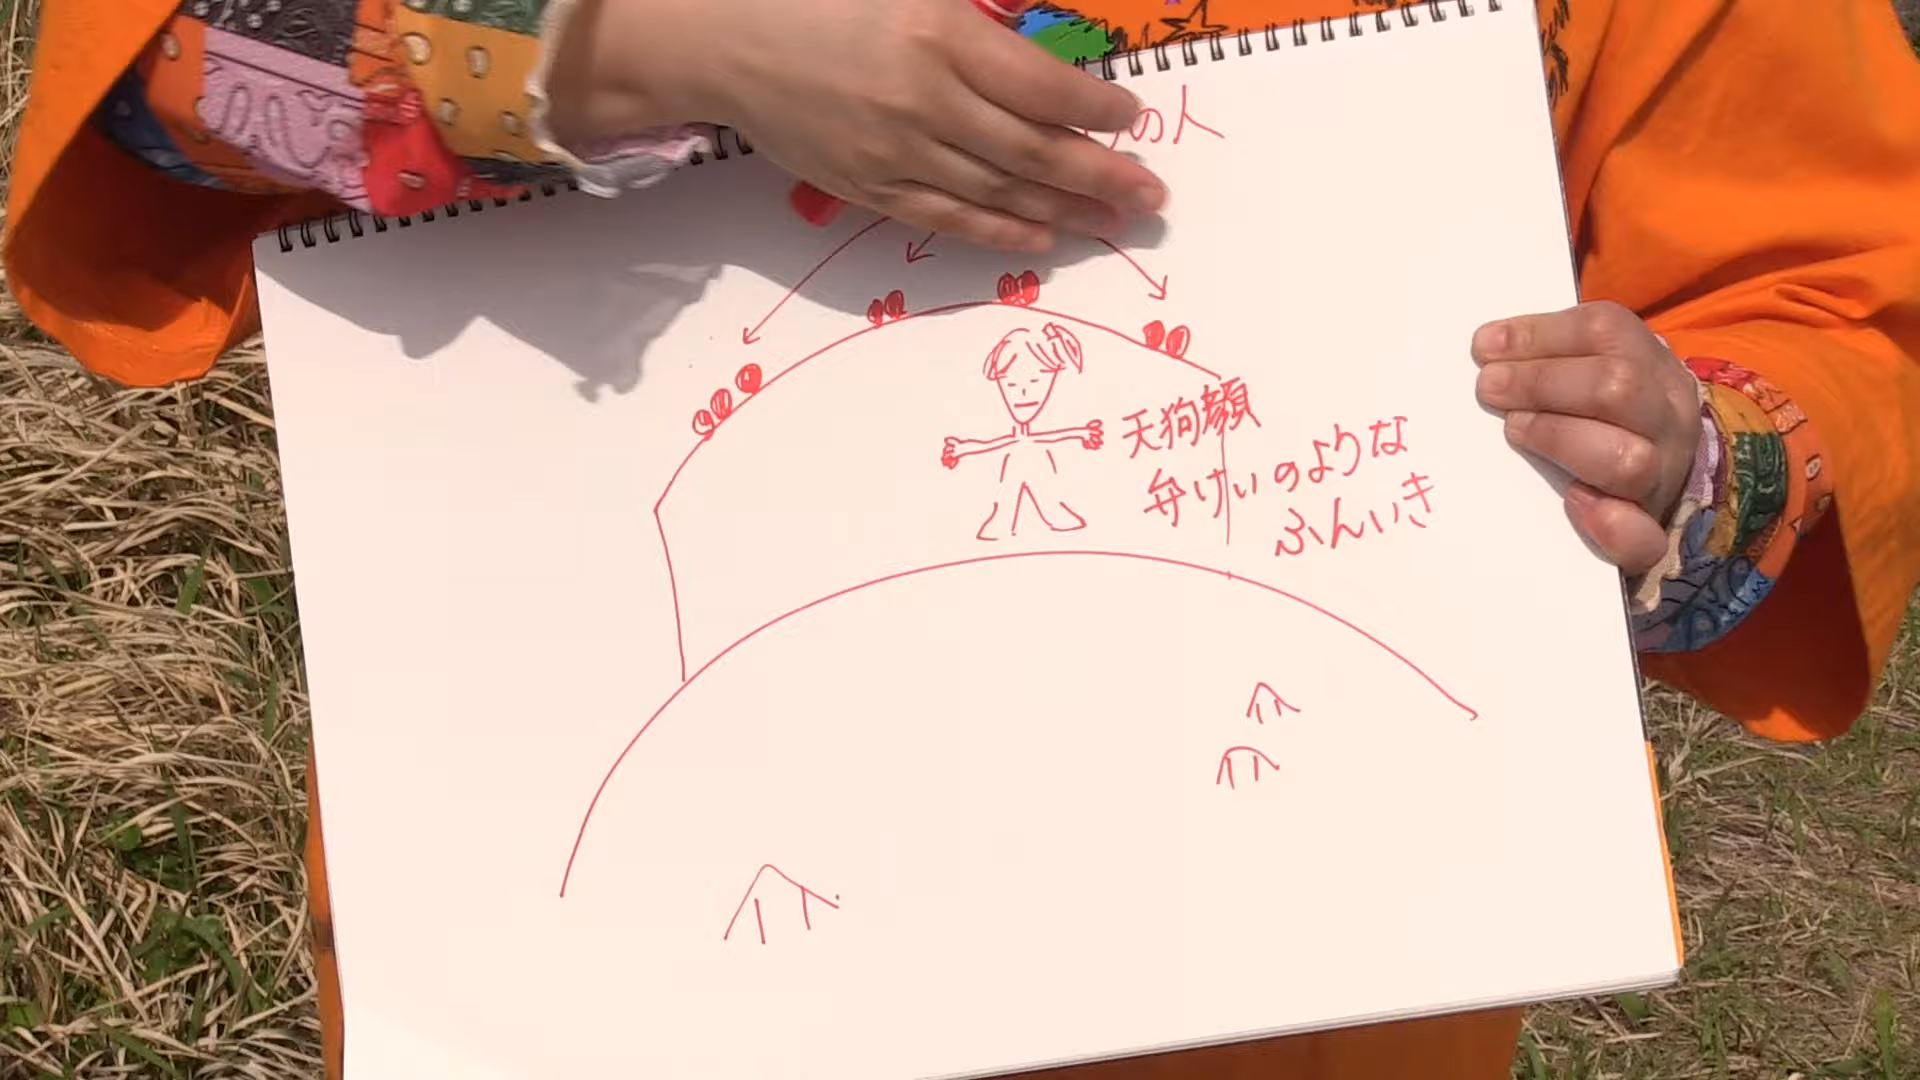 の人
天狗顔
弁けいのような
ふんいき